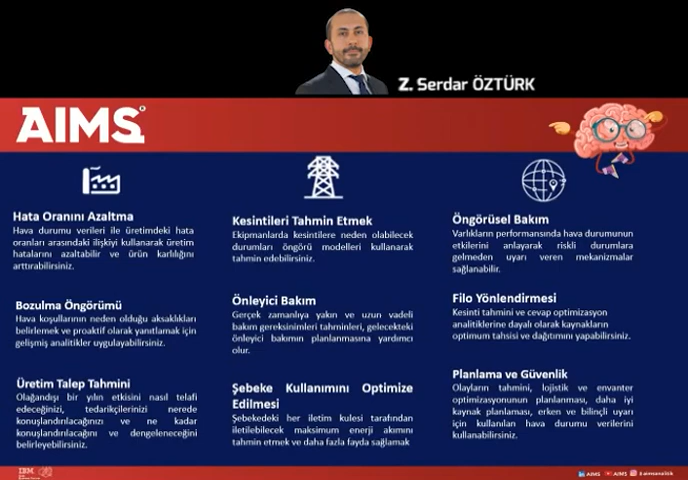 Z. Serdar ÖZTÜRK
AIMS
Hata Oranını Azaltma
Hava durumu verileri ile üretimdeki hata
oranları arasındaki ilişkiyi kullanarak üretim
hatalarını azaltabilir ve ürün karlılığını
arttırabilirsiniz.
Bozulma Öngörümü
Hava koşullarının neden olduğu aksaklıkları
belirlemek ve proaktif olarak yanıtlamak için
gelişmiş analitikler uygulayabilirsiniz.
Üretim Talep Tahmini
Olağandışı bir yılın etkisini nasıl telafi
edeceğinizi, tedarikçilerinizi nerede
konuşlandırılacağınızı ve ne kadar
konuşlandırılacağını ve dengeleneceğini
belirleyebilirsiniz.
Kesintileri Tahmin Etmek
Ekipmanlarda kesintilere neden olabilecek
durumları öngörü modelleri kullanarak
tahmin edebilirsiniz.
Önleyici Bakım
Gerçek zamanlıya yakın ve uzun vadeli
bakım gereksinimleri tahminleri, gelecekteki
önleyici bakımın planlanmasına yardımcı
olur.
Şebeke Kullanımını Optimize
Edilmesi
Şebekedeki her iletim kulesi tarafından
iletilebilecek maksimum enerji akımını
tahmin etmek ve daha fazla fayda sağlamak
Öngörüsel Bakım
Varlıkların performansında hava durumunun
etkilerini anlayarak riskli durumlara
gelmeden uyarı veren mekanizmalar
sağlanabilir.
Filo Yönlendirmesi
Kesinti tahmini ve cevap optimizasyon
analitiklerine dayalı olarak kaynakların
optimum tahsisi ve dağıtımını yapabilirsiniz.
Planlama ve Güvenlik
Olayların tahmini, lojistik ve envanter
optimizasyonunun planlanması, daha iyi
kaynak planlaması, erken ve bilinçli uyarı
için kullanılan hava durumu verilerini
kullanabilirsiniz.
IBM
AIMS AIMS aimsanalitik